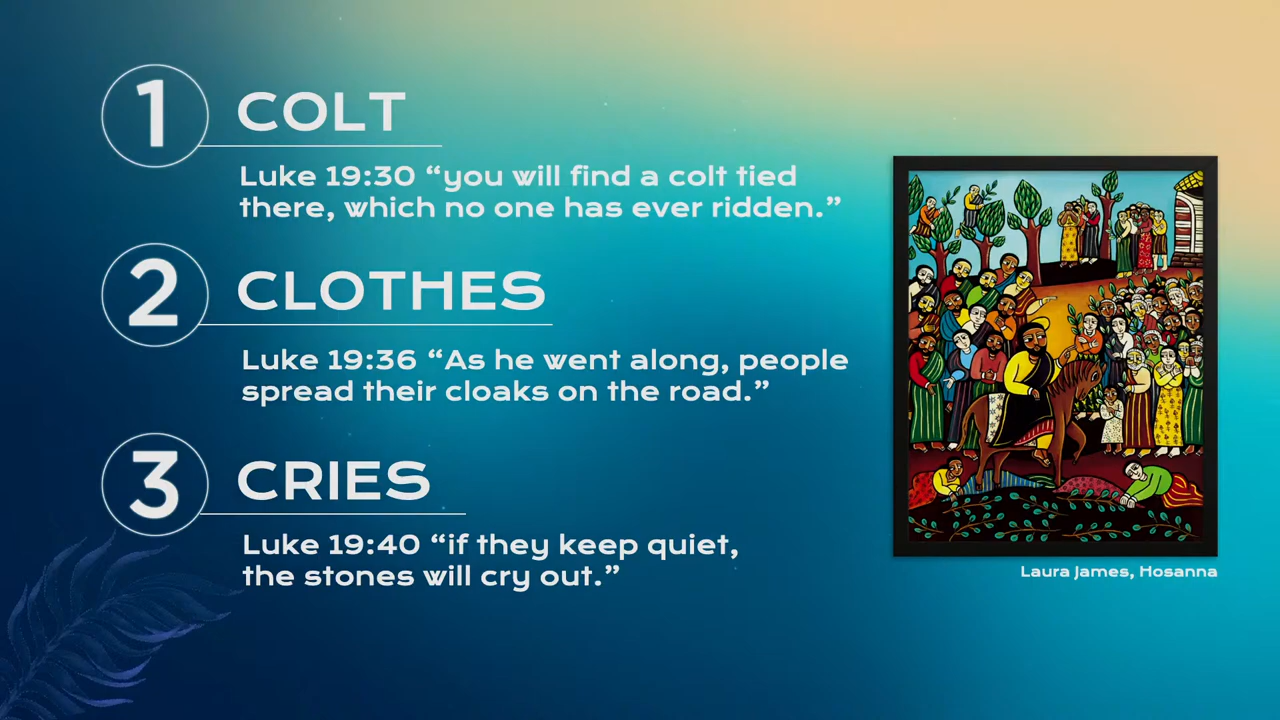 1 COLT
Luke 19:30 “you will find a colt tied
there, which no one has ever ridden.”
2 CLOTHES
Luke 19:36 “As he went along, people
spread their cloaks on the road.”
3 CRIES
Luke 19:40 “if they keep quiet,
the stones will cry out.”
Laura James, Hosanna